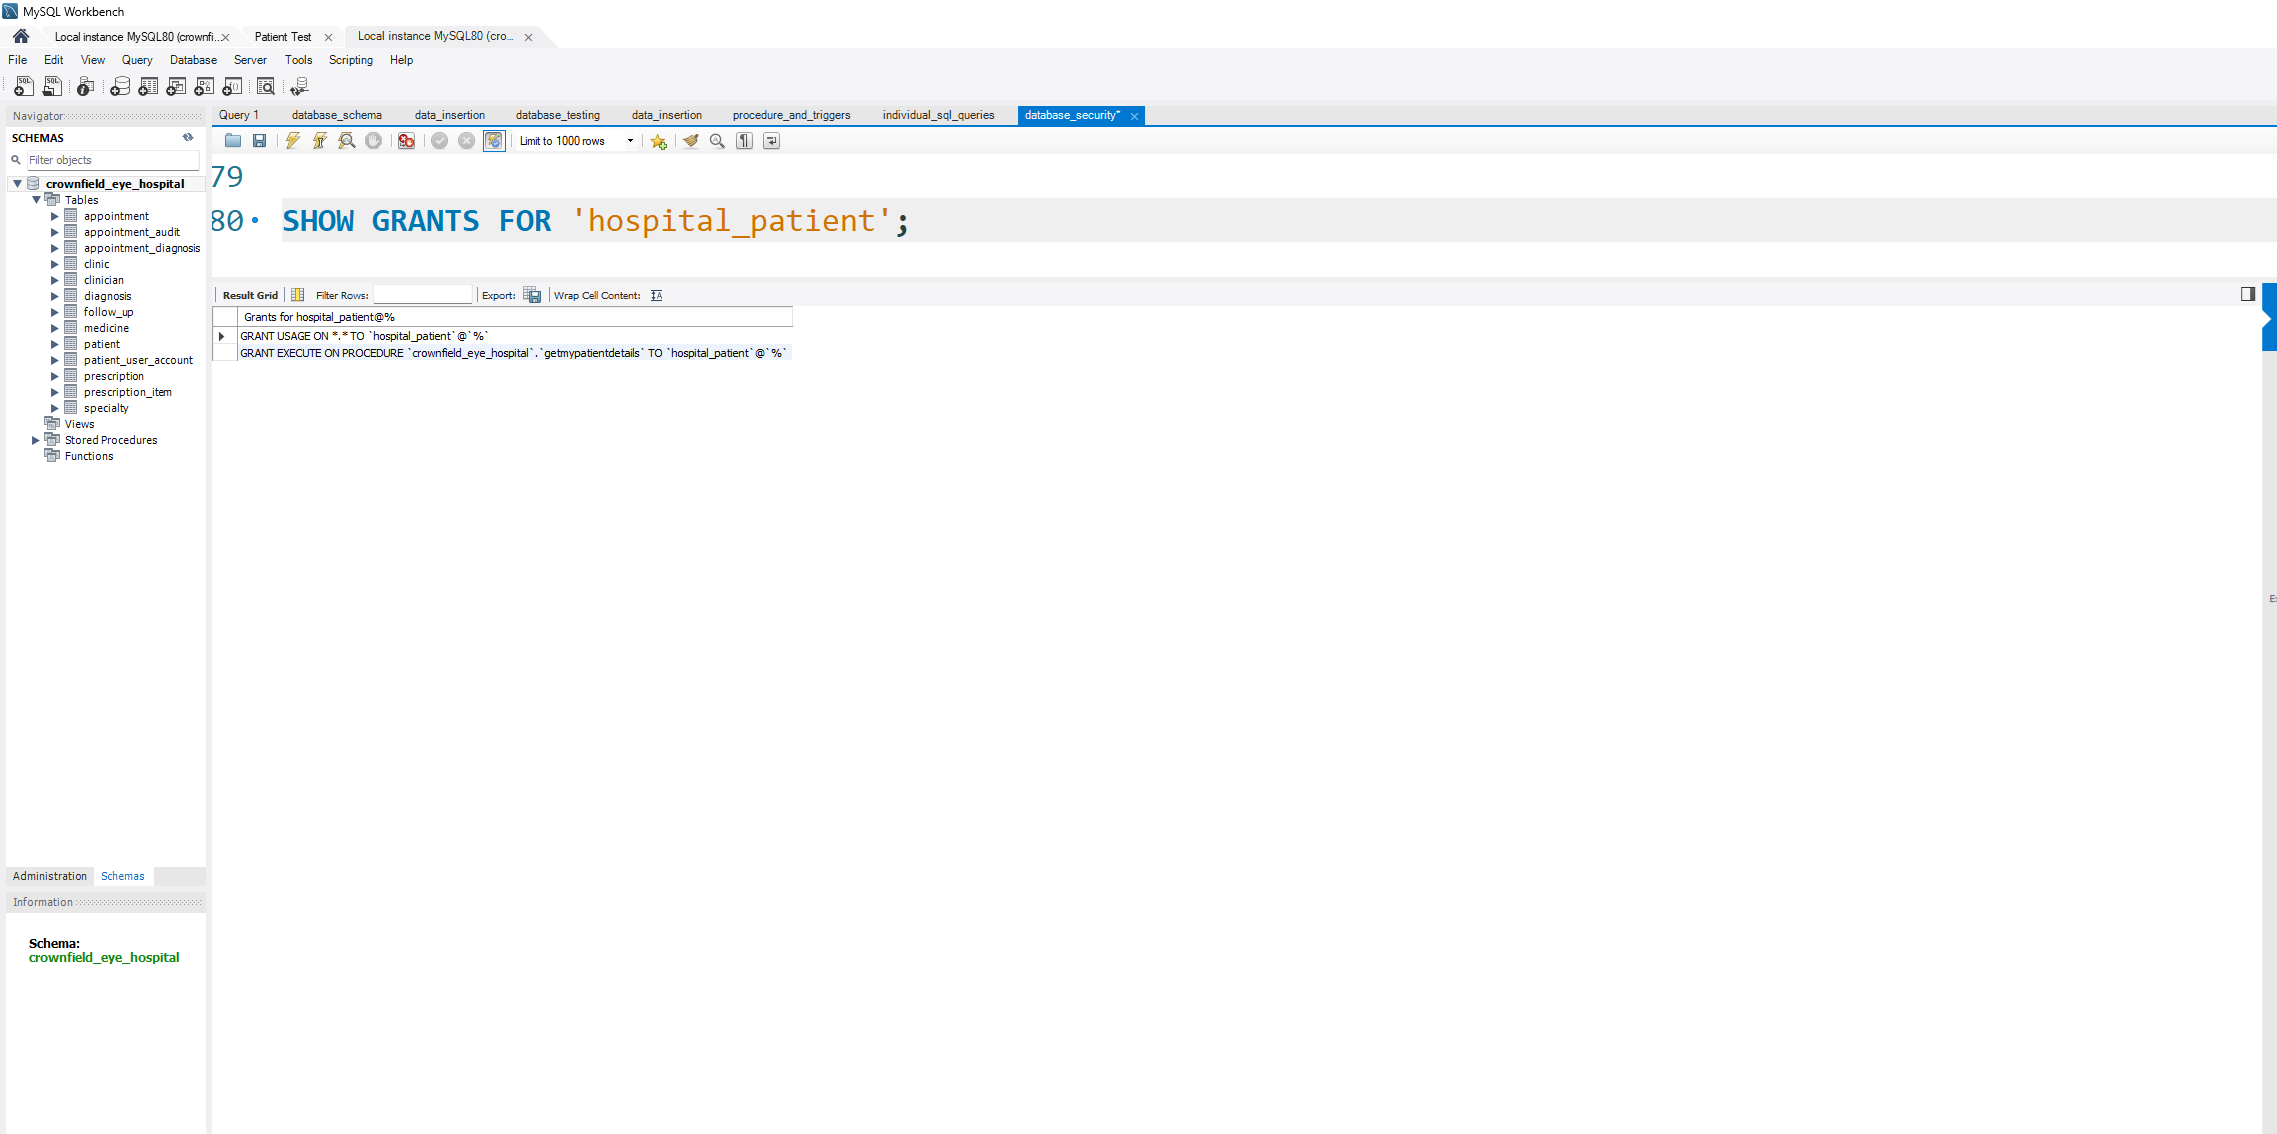 MySQL Workbench
Local instance MySQL80 (crownfi... Patient Test Local instance MySQL80 (cro...
File Edit View Query Database Server Tools Scripting Help
Navigator
SCHEMAS
Filter objects
crownfield_eye_hospital
Tables
appointment
appointment_audit
appointment_diagnosis
clinic
clinician
diagnosis
follow_up
medicine
patient
patient_user_account
prescription
prescription_item
specialty
Views
Stored Procedures
Functions
Administration Schemas
Information
Schema:
crownfield_eye_hospital
Query 1 database_schema data_insertion database_testing data_insertion procedure_and_triggers individual_sql_queries database_security*
Limit to 1000 rows
79
80 SHOW GRANTS FOR 'hospital_patient';
Result Grid Filter Rows: Export: Wrap Cell Content:
Grants for hospital_patient@%
GRANT USAGE ON *.* TO `hospital_patient`@`%`
GRANT EXECUTE ON PROCEDURE `crownfield_eye_hospital`.`getmypatientdetails` TO `hospital_patient`@`%`